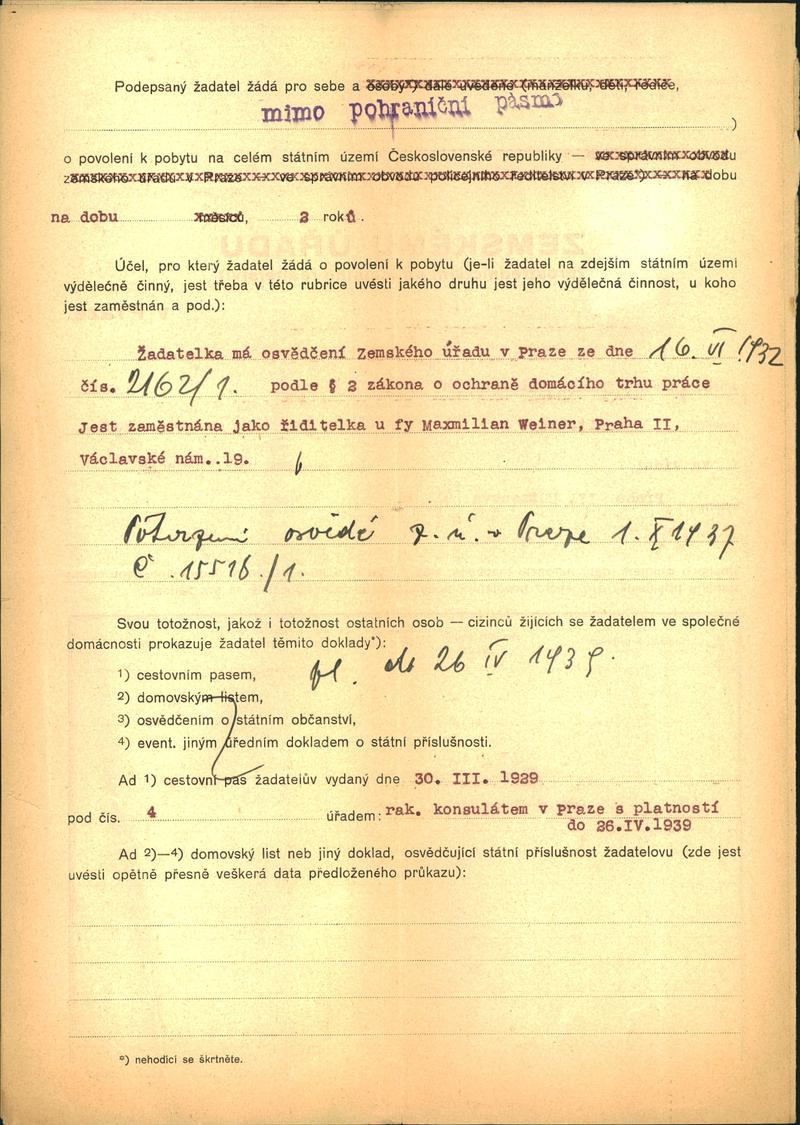 Podepsaný žadatel žádá pro sebe a osoby*) dále uvedené (manželku, děti, rodiče,
mimo pohraniční pásmo
)
o povolení k pobytu na celém státním území Československé republiky — ve správním obvodu
zemského úřadu v Praze — ve správním obvodu policejního ředitelství v Praze*) — na dobu
na dobu měsíců, 2 roků.
Účel, pro který žadatel žádá o povolení k pobytu (je-li žadatel na zdejším státním území
výdělečně činný, jest třeba v této rubrice uvésti jakého druhu jest jeho výdělečná činnost, u koho
jest zaměstnán a pod.):
Žadatelka má osvědčení Zemského úřadu v Praze ze dne 16. VI. 1932
čís. 2162/1. podle § 2 zákona o ochraně domácího trhu práce
Jest zaměstnána jako řiditelka u fy Maxmilian Weiner, Praha II,
Václavské nám..19.
Potvrzení osvědč z. ú. v Praze 1. X 1937
Č. 15516/1.
Svou totožnost, jakož i totožnost ostatních osob — cizinců žijících se žadatelem ve společné
domácnosti prokazuje žadatel těmito doklady*):
¹) cestovním pasem, pl. do 26 IV 1939.
²) domovským listem,
³) osvědčením o státním občanství,
⁴) event. jiným úředním dokladem o státní příslušnosti.
Ad ¹) cestovní pas žadatelův vydaný dne 30. III. 1929
pod čís. 4 úřadem: rak. konsulátem v Praze s platností
do 26.IV.1939
Ad ²)—⁴) domovský list neb jiný doklad, osvědčující státní příslušnost žadatelovu (zde jest
uvésti opětně přesně veškerá data předloženého průkazu):
*) nehodící se škrtněte.